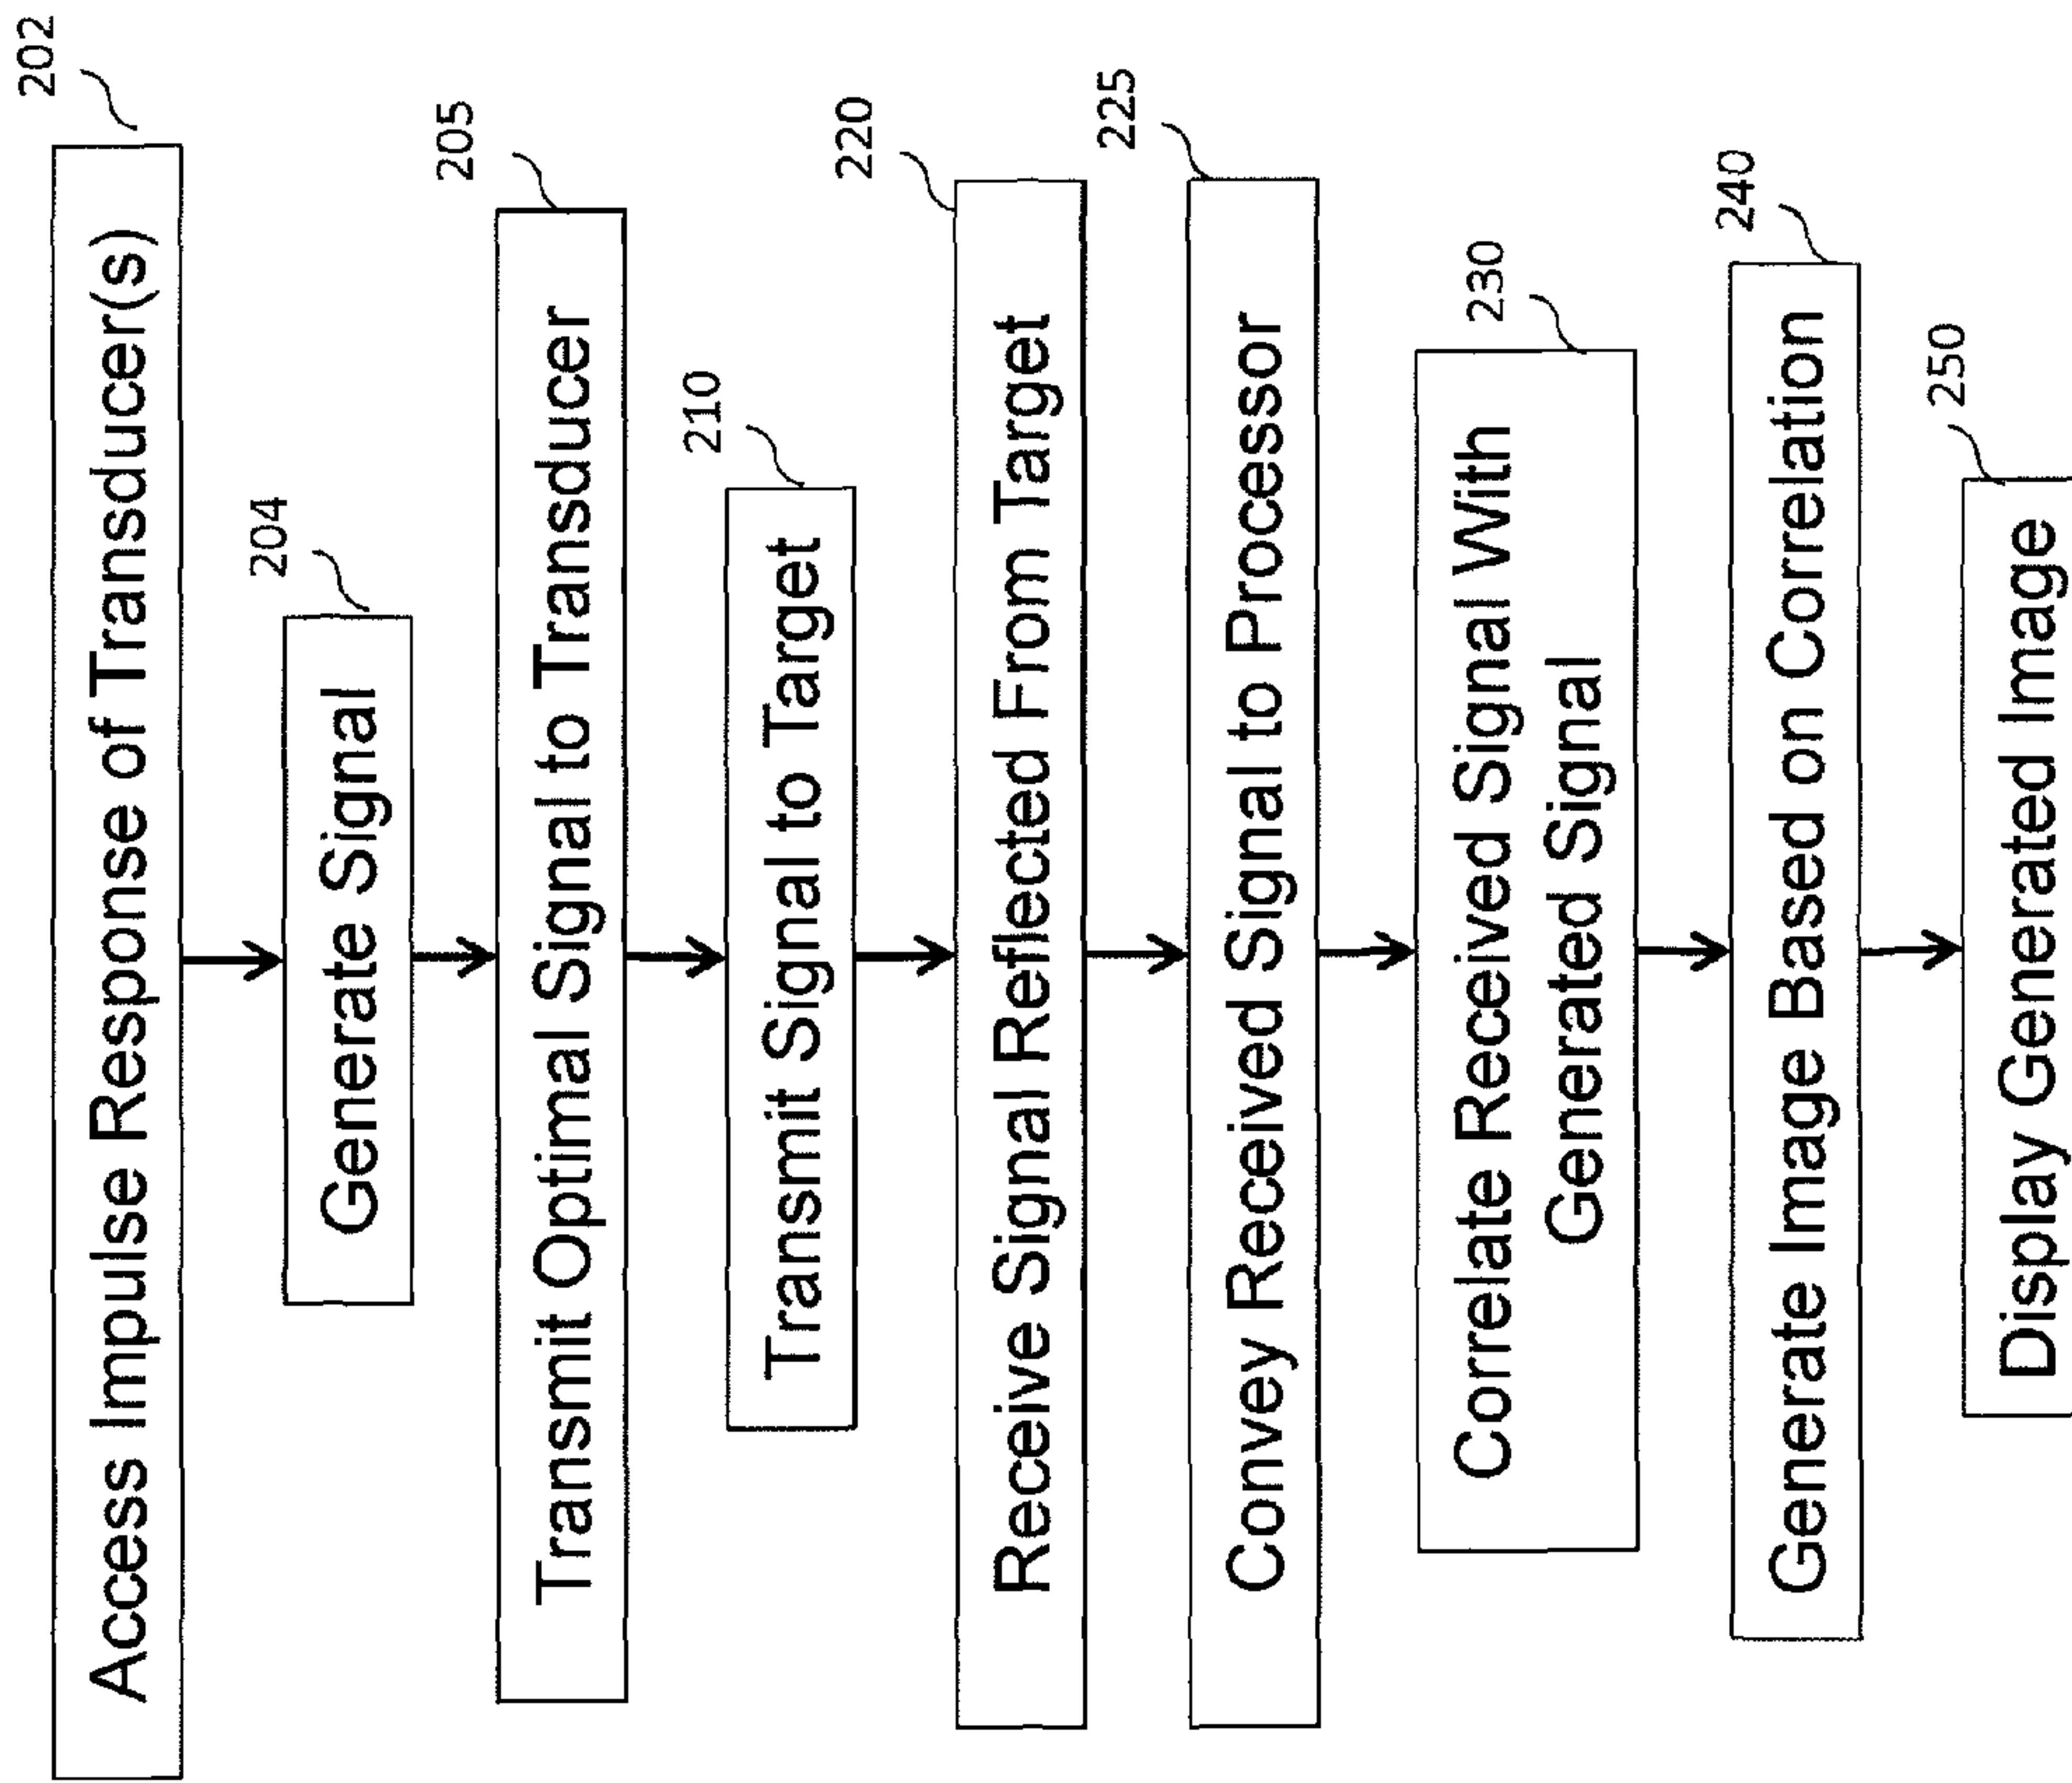 202
Access Impulse Response of Transducer(s)
204
Generate Signal
205
Transmit Optimal Signal to Transducer
210
Transmit Signal to Target
220
Receive Signal Reflected From Target
225
Convey Received Signal to Processor
230
Correlate Received Signal With
Generated Signal
240
Generate Image Based on Correlation
250
Display Generated Image